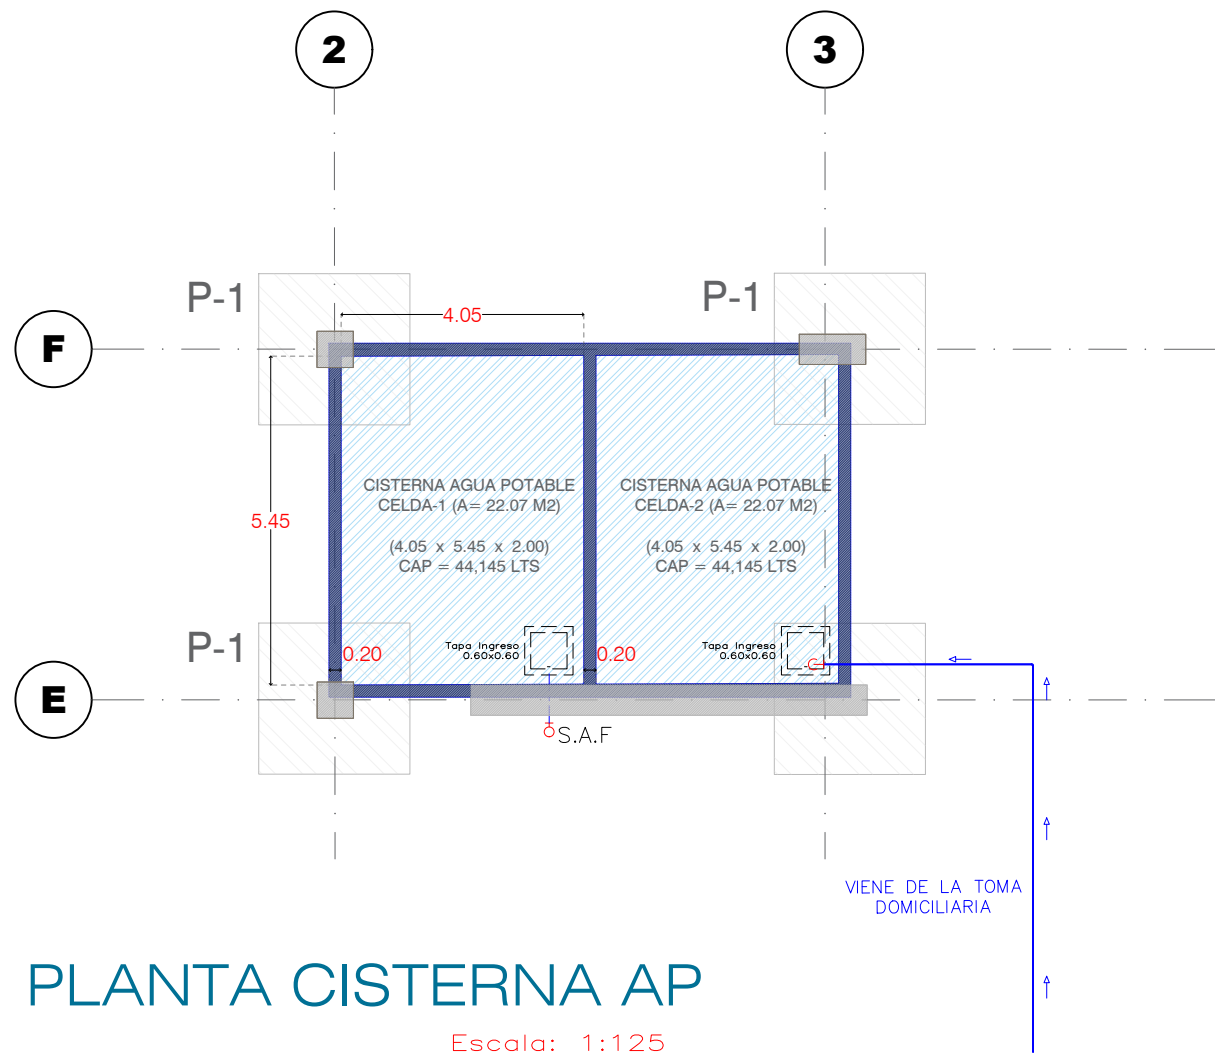 2
3
P-1
P-1
4.05
F
CISTERNA AGUA POTABLE
CELDA-1 (A= 22.07 M2)
(4.05 x 5.45 x 2.00)
CAP = 44,145 LTS
CISTERNA AGUA POTABLE
CELDA-2 (A= 22.07 M2)
(4.05 x 5.45 x 2.00)
CAP = 44,145 LTS
5.45
P-1
0.20
Tapa Ingreso
0.60x0.60
0.20
Tapa Ingreso
0.60x0.60
E
S.A.F
VIENE DE LA TOMA
DOMICILIARIA
PLANTA CISTERNA AP
Escala: 1:125